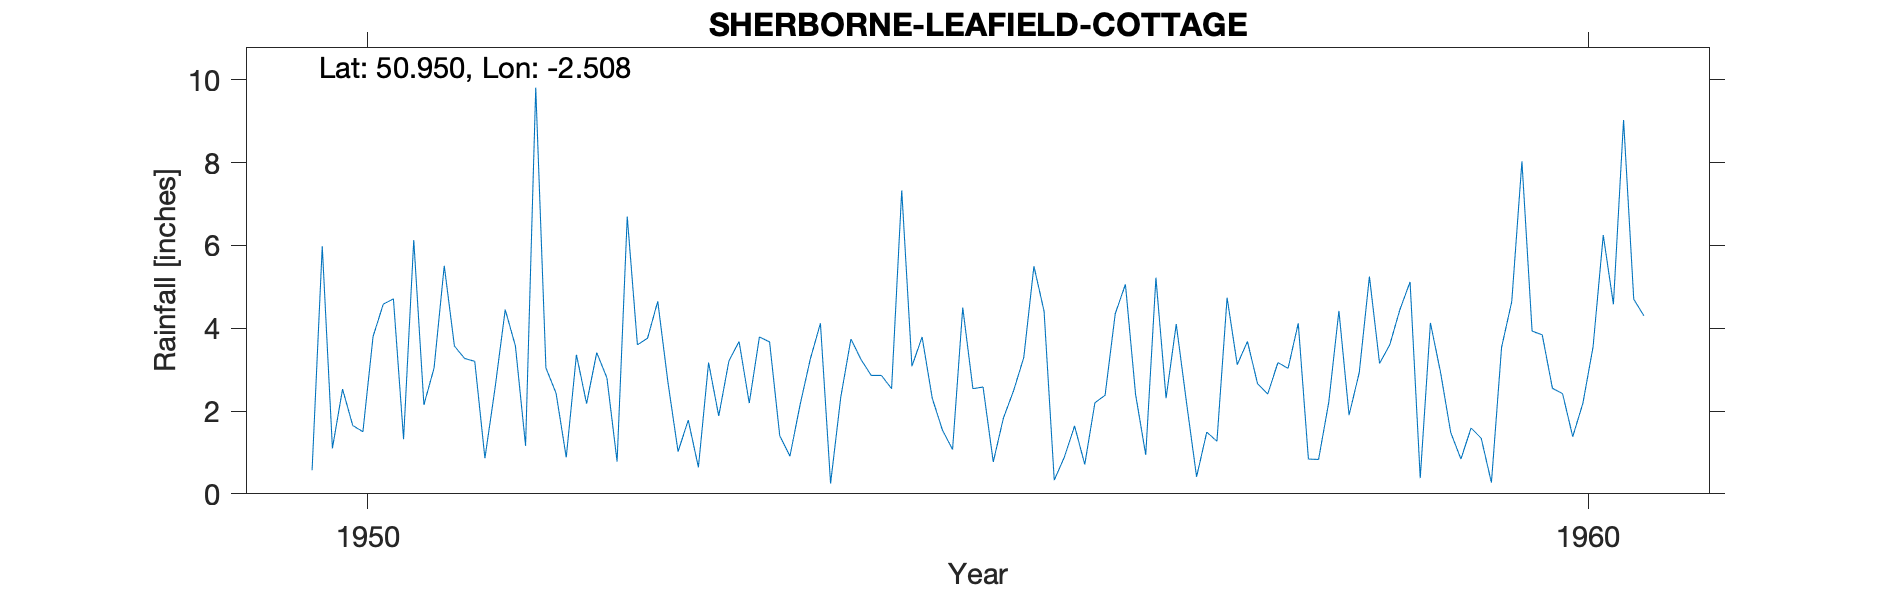 SHERBORNE-LEAFIELD-COTTAGE
Lat: 50.950, Lon: -2.508
10
8
6
4
2
0
Rainfall [inches]
1950
1960
Year